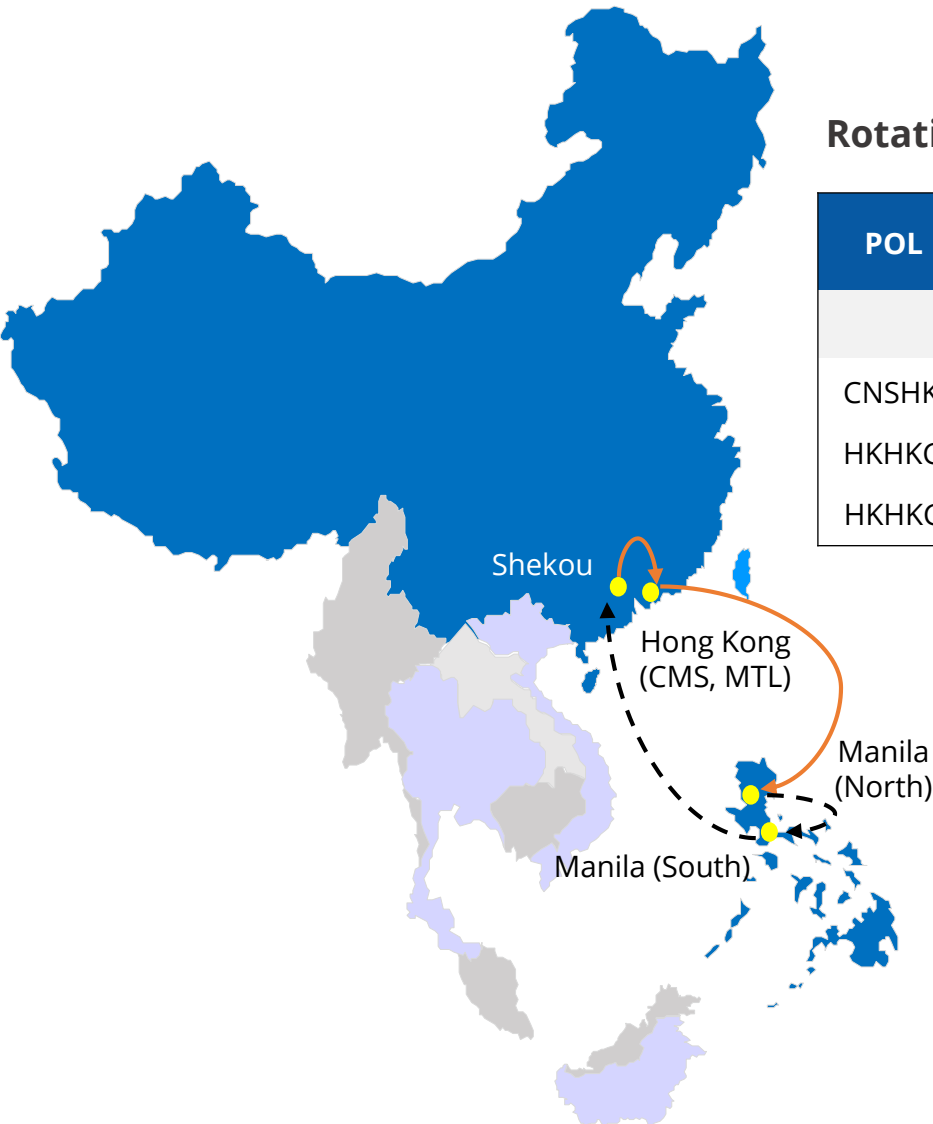 Rotati
POL
CNSHK
HKHKG
HKHKG
Shekou
Hong Kong
(CMS, MTL)
Manila
(North)
Manila (South)